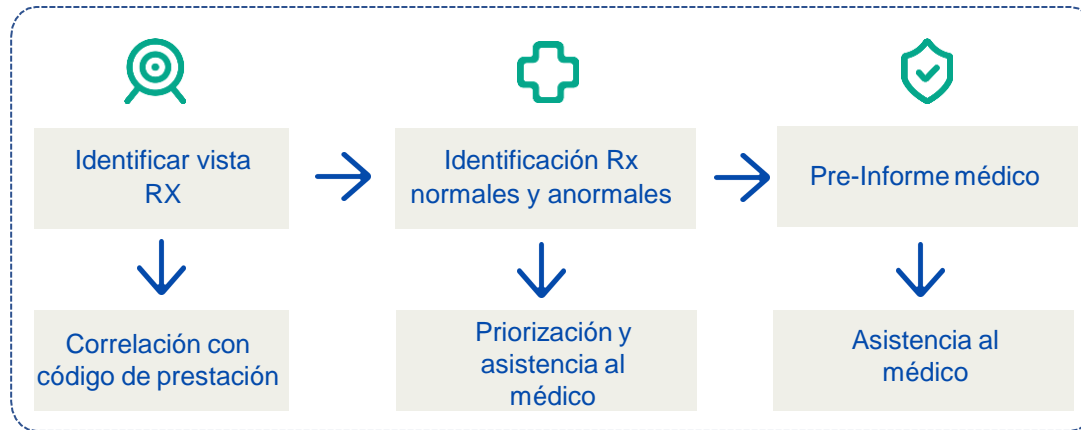 Identificar vista
RX
Identificación Rx
normales y anormales
Pre-Informe médico
Correlación con
código de prestación
Priorización y
asistencia al
médico
Asistencia al
médico